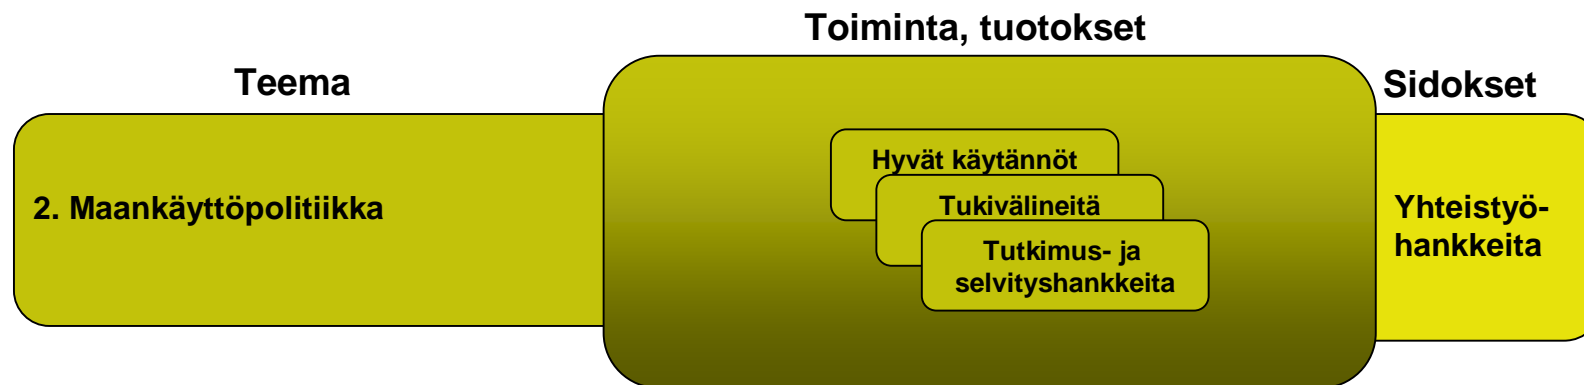 Toiminta, tuotokset
Teema
Sidokset
2. Maankäyttöpolitiikka
Hyvät käytännöt
Tukivälineitä
Tutkimus- ja
selvityshankkeita
Yhteistyö-
hankkeita